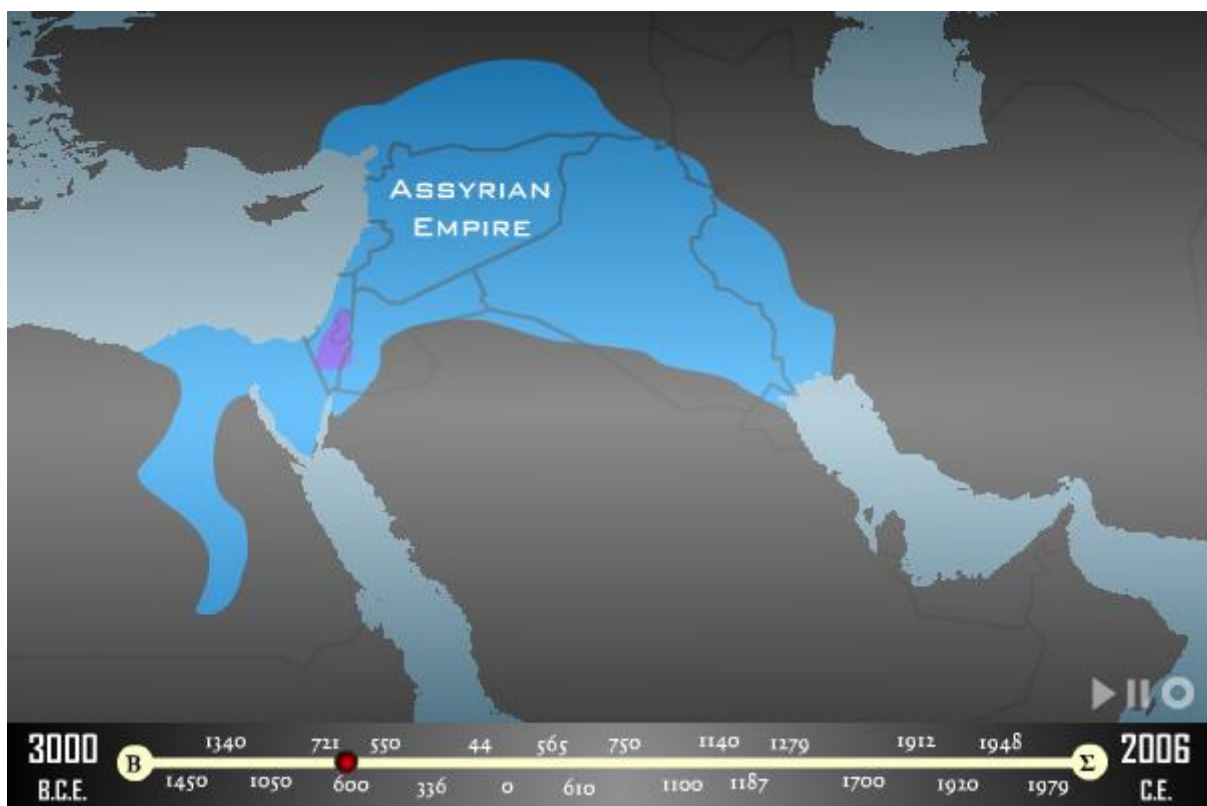 ASSYRIAN
EMPIRE
3000
B.C.E.
B
1340 721 550 44 565 750 1140 1279 1912 1948
1450 1050 600 336 0 610 1100 1187 1700 1920 1979
Σ
2006
C.E.